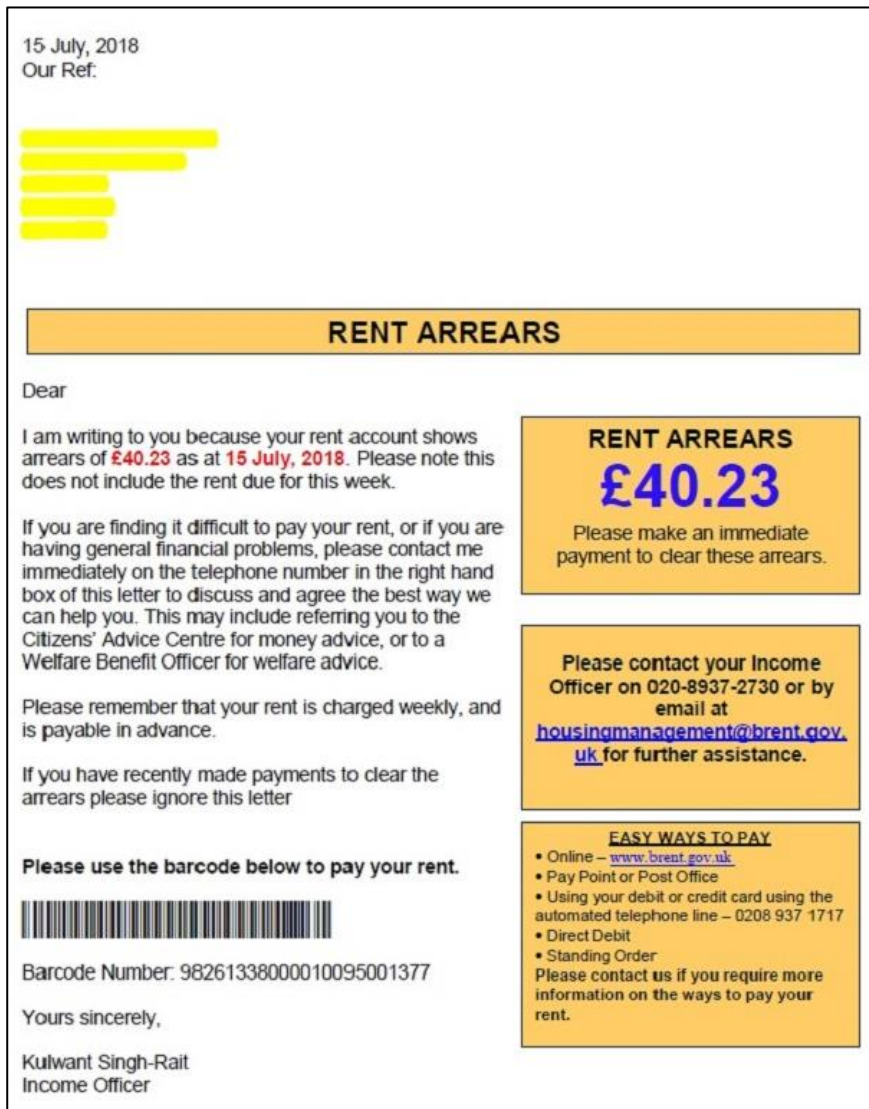 15 July, 2018
Our Ref:
RENT ARREARS
Dear
I am writing to you because your rent account shows
arrears of £40.23 as at 15 July, 2018. Please note this
does not include the rent due for this week.
If you are finding it difficult to pay your rent, or if you are
having general financial problems, please contact me
immediately on the telephone number in the right hand
box of this letter to discuss and agree the best way we
can help you. This may include referring you to the
Citizens' Advice Centre for money advice, or to a
Welfare Benefit Officer for welfare advice.
Please remember that your rent is charged weekly, and
is payable in advance.
If you have recently made payments to clear the
arrears please ignore this letter
Please use the barcode below to pay your rent.
Barcode Number: 98261338000010095001377
Yours sincerely,
Kulwant Singh-Rait
Income Officer
RENT ARREARS
£40.23
Please make an immediate
payment to clear these arrears.
Please contact your Income
Officer on 020-8937-2730 or by
email at
housingmanagement@brent.gov.
uk for further assistance.
EASY WAYS TO PAY
• Online – www.brent.gov.uk
• Pay Point or Post Office
• Using your debit or credit card using the
automated telephone line – 0208 937 1717
• Direct Debit
• Standing Order
Please contact us if you require more
information on the ways to pay your
rent.